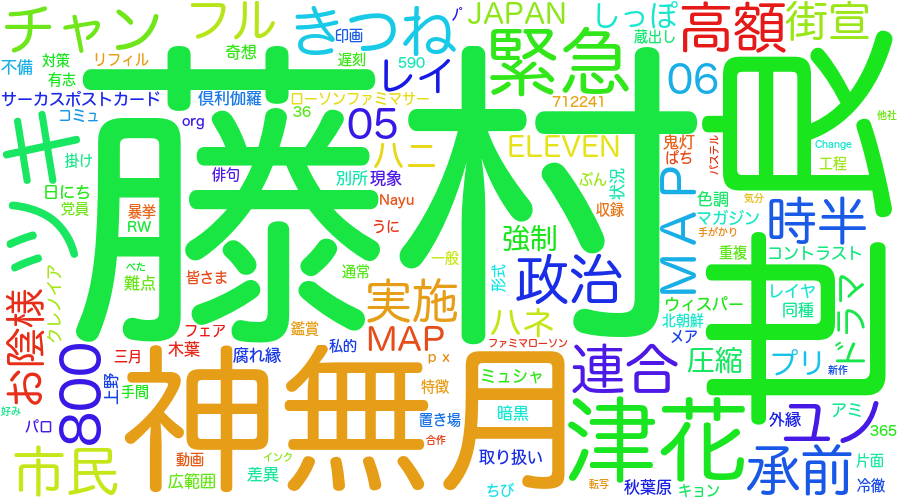 チャン
フル
きつね
パ
JAPAN
しっぽ
高額
街宣
蔵出し
印画
奇想
緊急
不備
対策
リフィル
有志
遅刻
590
レイ
06
サーカスポストカード
倶利伽羅
ローソンファミマサー
712241
他社
コミュ
org
36
05
藤村
ELEVEN
鬼灯
ぱち
パステル
Change
ツキ
掛け
俳句
ハニ
別所
現象
ぶん
状況
MAP
工程
日にち
党員
暴挙
RW
Nayu
収録
色調
マガジン
気分
時半
手がかり
うに
強制
重複
コントラスト
べた
難点
皆さま
通常
一般
形式
政治
クレノイア
お陰様
実施
ウィスパー
レイヤ
同種
ドラマ
北朝鮮
フェア
鑑賞
ハネ
MAP
木葉
私的
ファミマローソン
メア
三月
腐れ縁
px
連合
圧縮
プリ
新作
800
上野
手間
神無月
ミュシャ
特徴
好み
パロ
置き場
暗黒
津花
外縁
ユノ
アミ
365
合作
市民
動画
インク
取り扱い
承前
片面
広範囲
差異
ちび
転写
秋葉原
キョン
冷徹